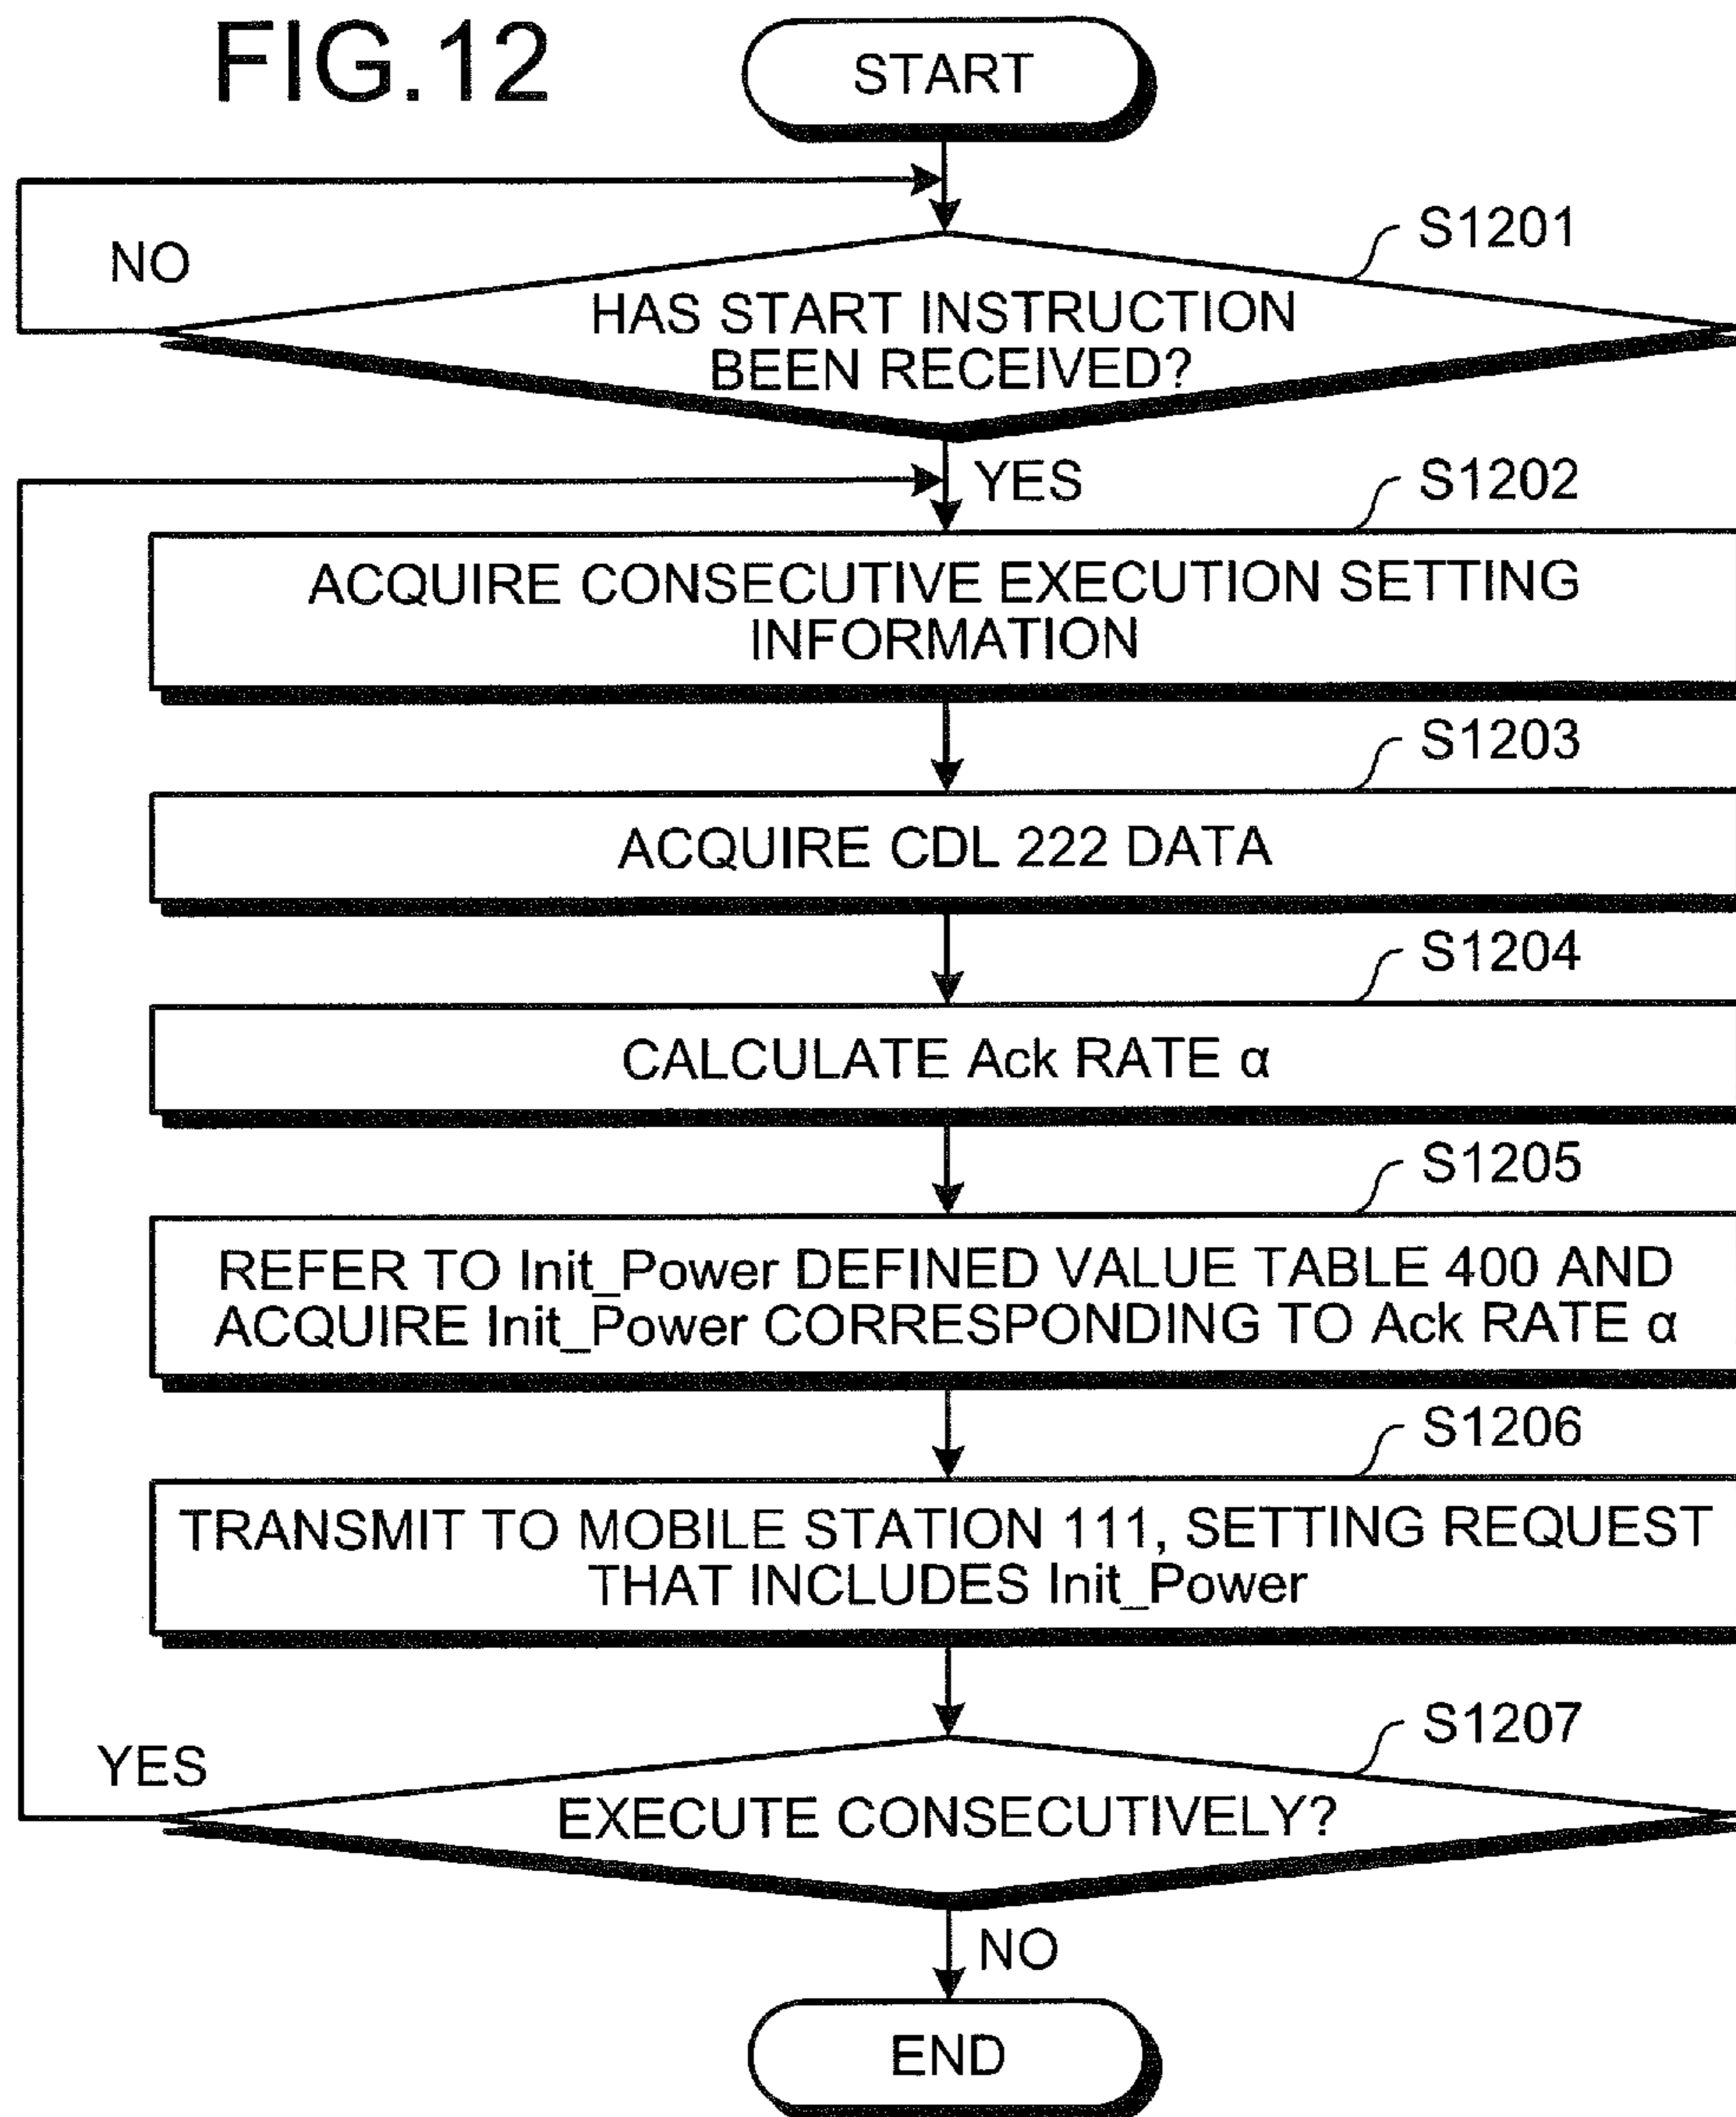 FIG.12
START
NO
S1201
HAS START INSTRUCTION
BEEN RECEIVED?
YES
S1202
ACQUIRE CONSECUTIVE EXECUTION SETTING
INFORMATION
S1203
ACQUIRE CDL 222 DATA
S1204
CALCULATE Ack RATE α
S1205
REFER TO Init_Power DEFINED VALUE TABLE 400 AND
ACQUIRE Init_Power CORRESPONDING TO Ack RATE α
S1206
TRANSMIT TO MOBILE STATION 111, SETTING REQUEST
THAT INCLUDES Init_Power
S1207
YES
EXECUTE CONSECUTIVELY?
NO
END